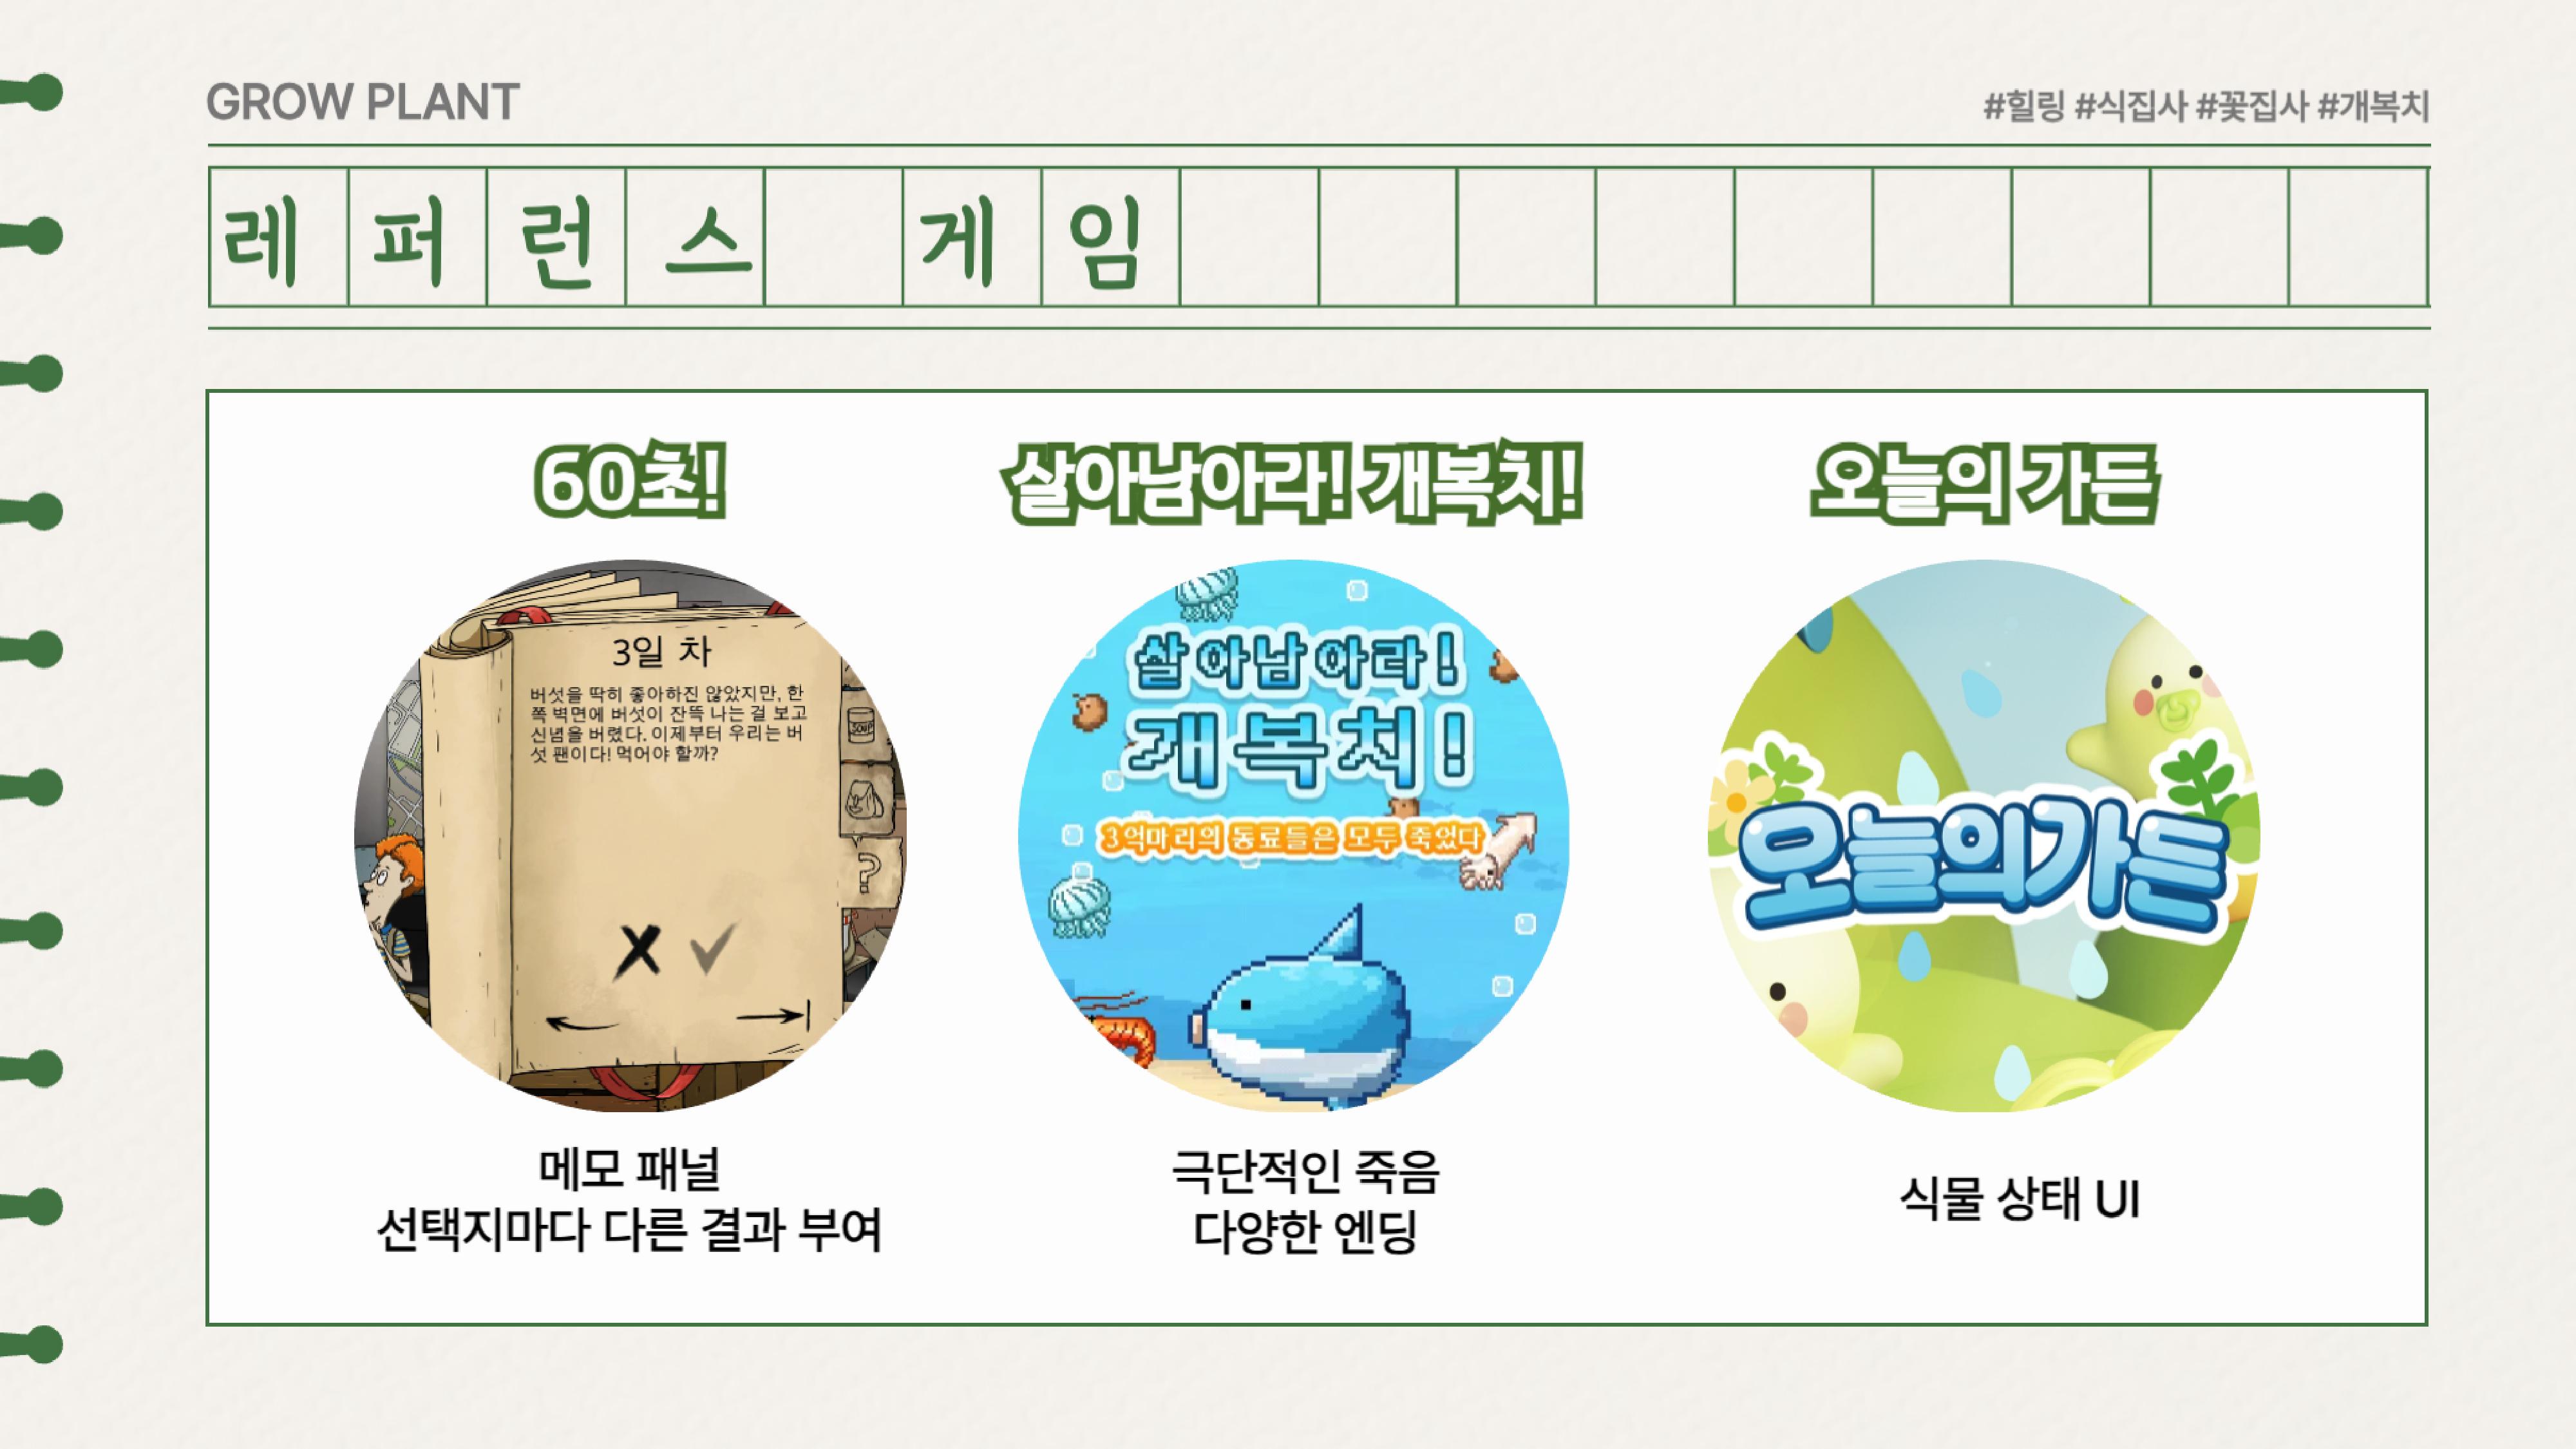 GROW PLANT
#힐링 #식집사 #꽃집사 #개복치
레퍼런스 게임
60초!
살아남아라! 개복치!
오늘의 가든
3일 차
버섯을 딱히 좋아하진 않았지만, 한
쪽 벽면에 버섯이 잔뜩 나는 걸 보고
신념을 버렸다. 이제부터 우리는 버
섯 팬이다! 먹어야 할까?
SOUP
?
살아남아라!
개복치!
3억마리의 동료들은 모두 죽었다
오늘의가든
메모 패널
선택지마다 다른 결과 부여
극단적인 죽음
다양한 엔딩
식물 상태 UI